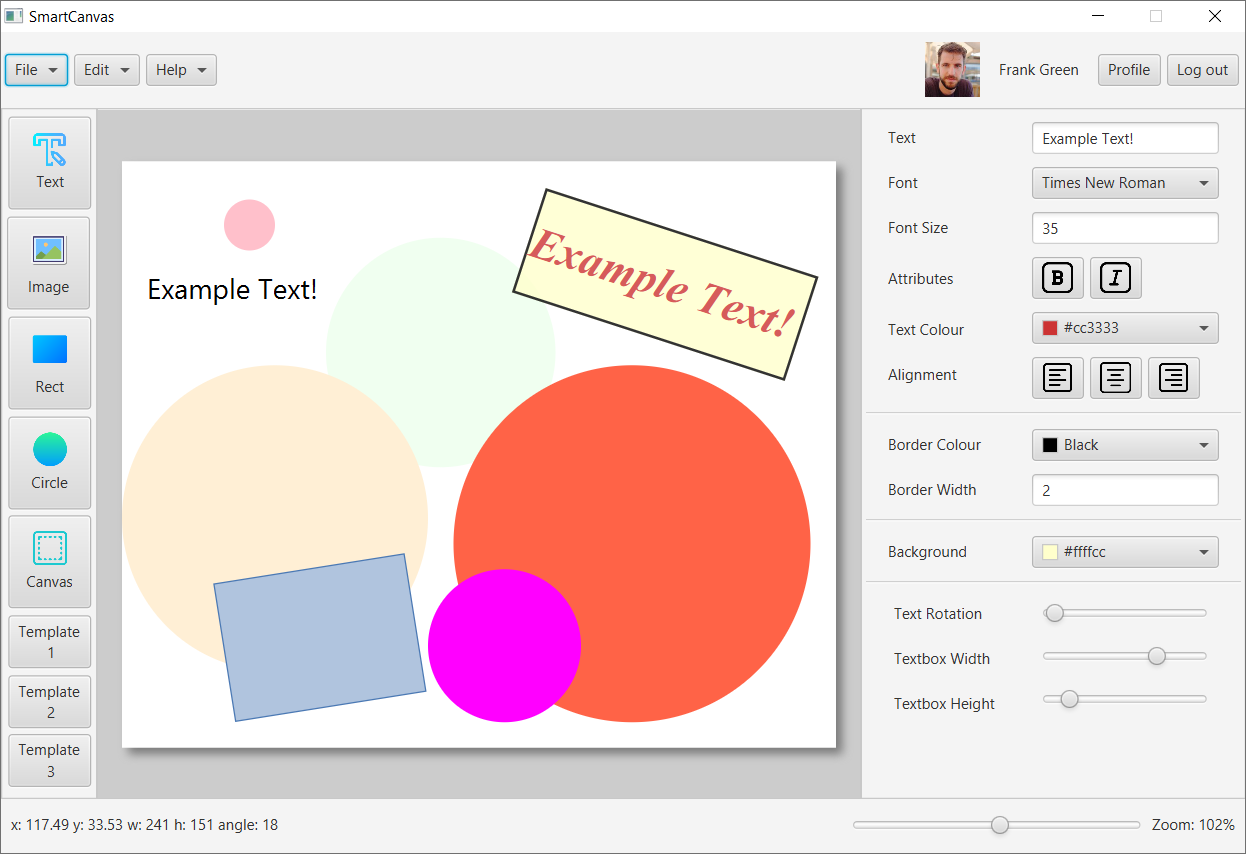 SmartCanvas
File Edit Help Frank Green Profile Log out
Text
Image
Rect
Circle
Canvas
Template
1
Template
2
Template
3
Example Text!
Example Text!
Text Example Text!
Font Times New Roman
Font Size 35
Attributes B I
Text Colour #cc3333
Alignment
Border Colour Black
Border Width 2
Background #ffffcc
Text Rotation
Textbox Width
Textbox Height
x: 117.49 y: 33.53 w: 241 h: 151 angle: 18 Zoom: 102%